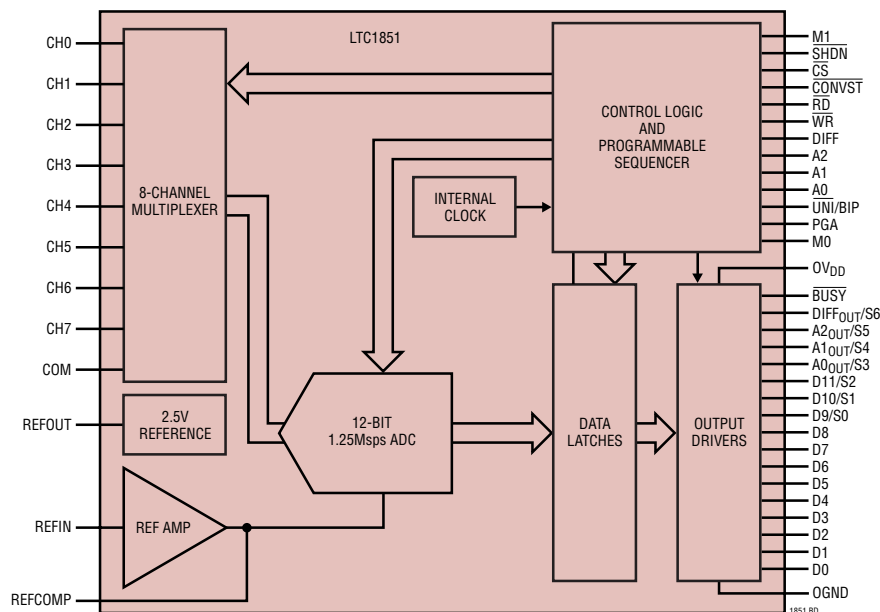 LTC1851
CH0
CH1
CH2
CH3
CH4
CH5
CH6
CH7
COM
REFOUT
REFIN
REFCOMP
8-CHANNEL
MULTIPLEXER
2.5V
REFERENCE
REF AMP
12-BIT
1.25Msps ADC
INTERNAL
CLOCK
CONTROL LOGIC
AND
PROGRAMMABLE
SEQUENCER
DATA
LATCHES
OUTPUT
DRIVERS
M1
SHDN
CS
CONVST
RD
WR
DIFF
A2
A1
A0
UNI/BIP
PGA
M0
OVDD
BUSY
DIFFOUT/S6
A2OUT/S5
A1OUT/S4
A0OUT/S3
D11/S2
D10/S1
D9/S0
D8
D7
D6
D5
D4
D3
D2
D1
D0
OGND
1851 BD